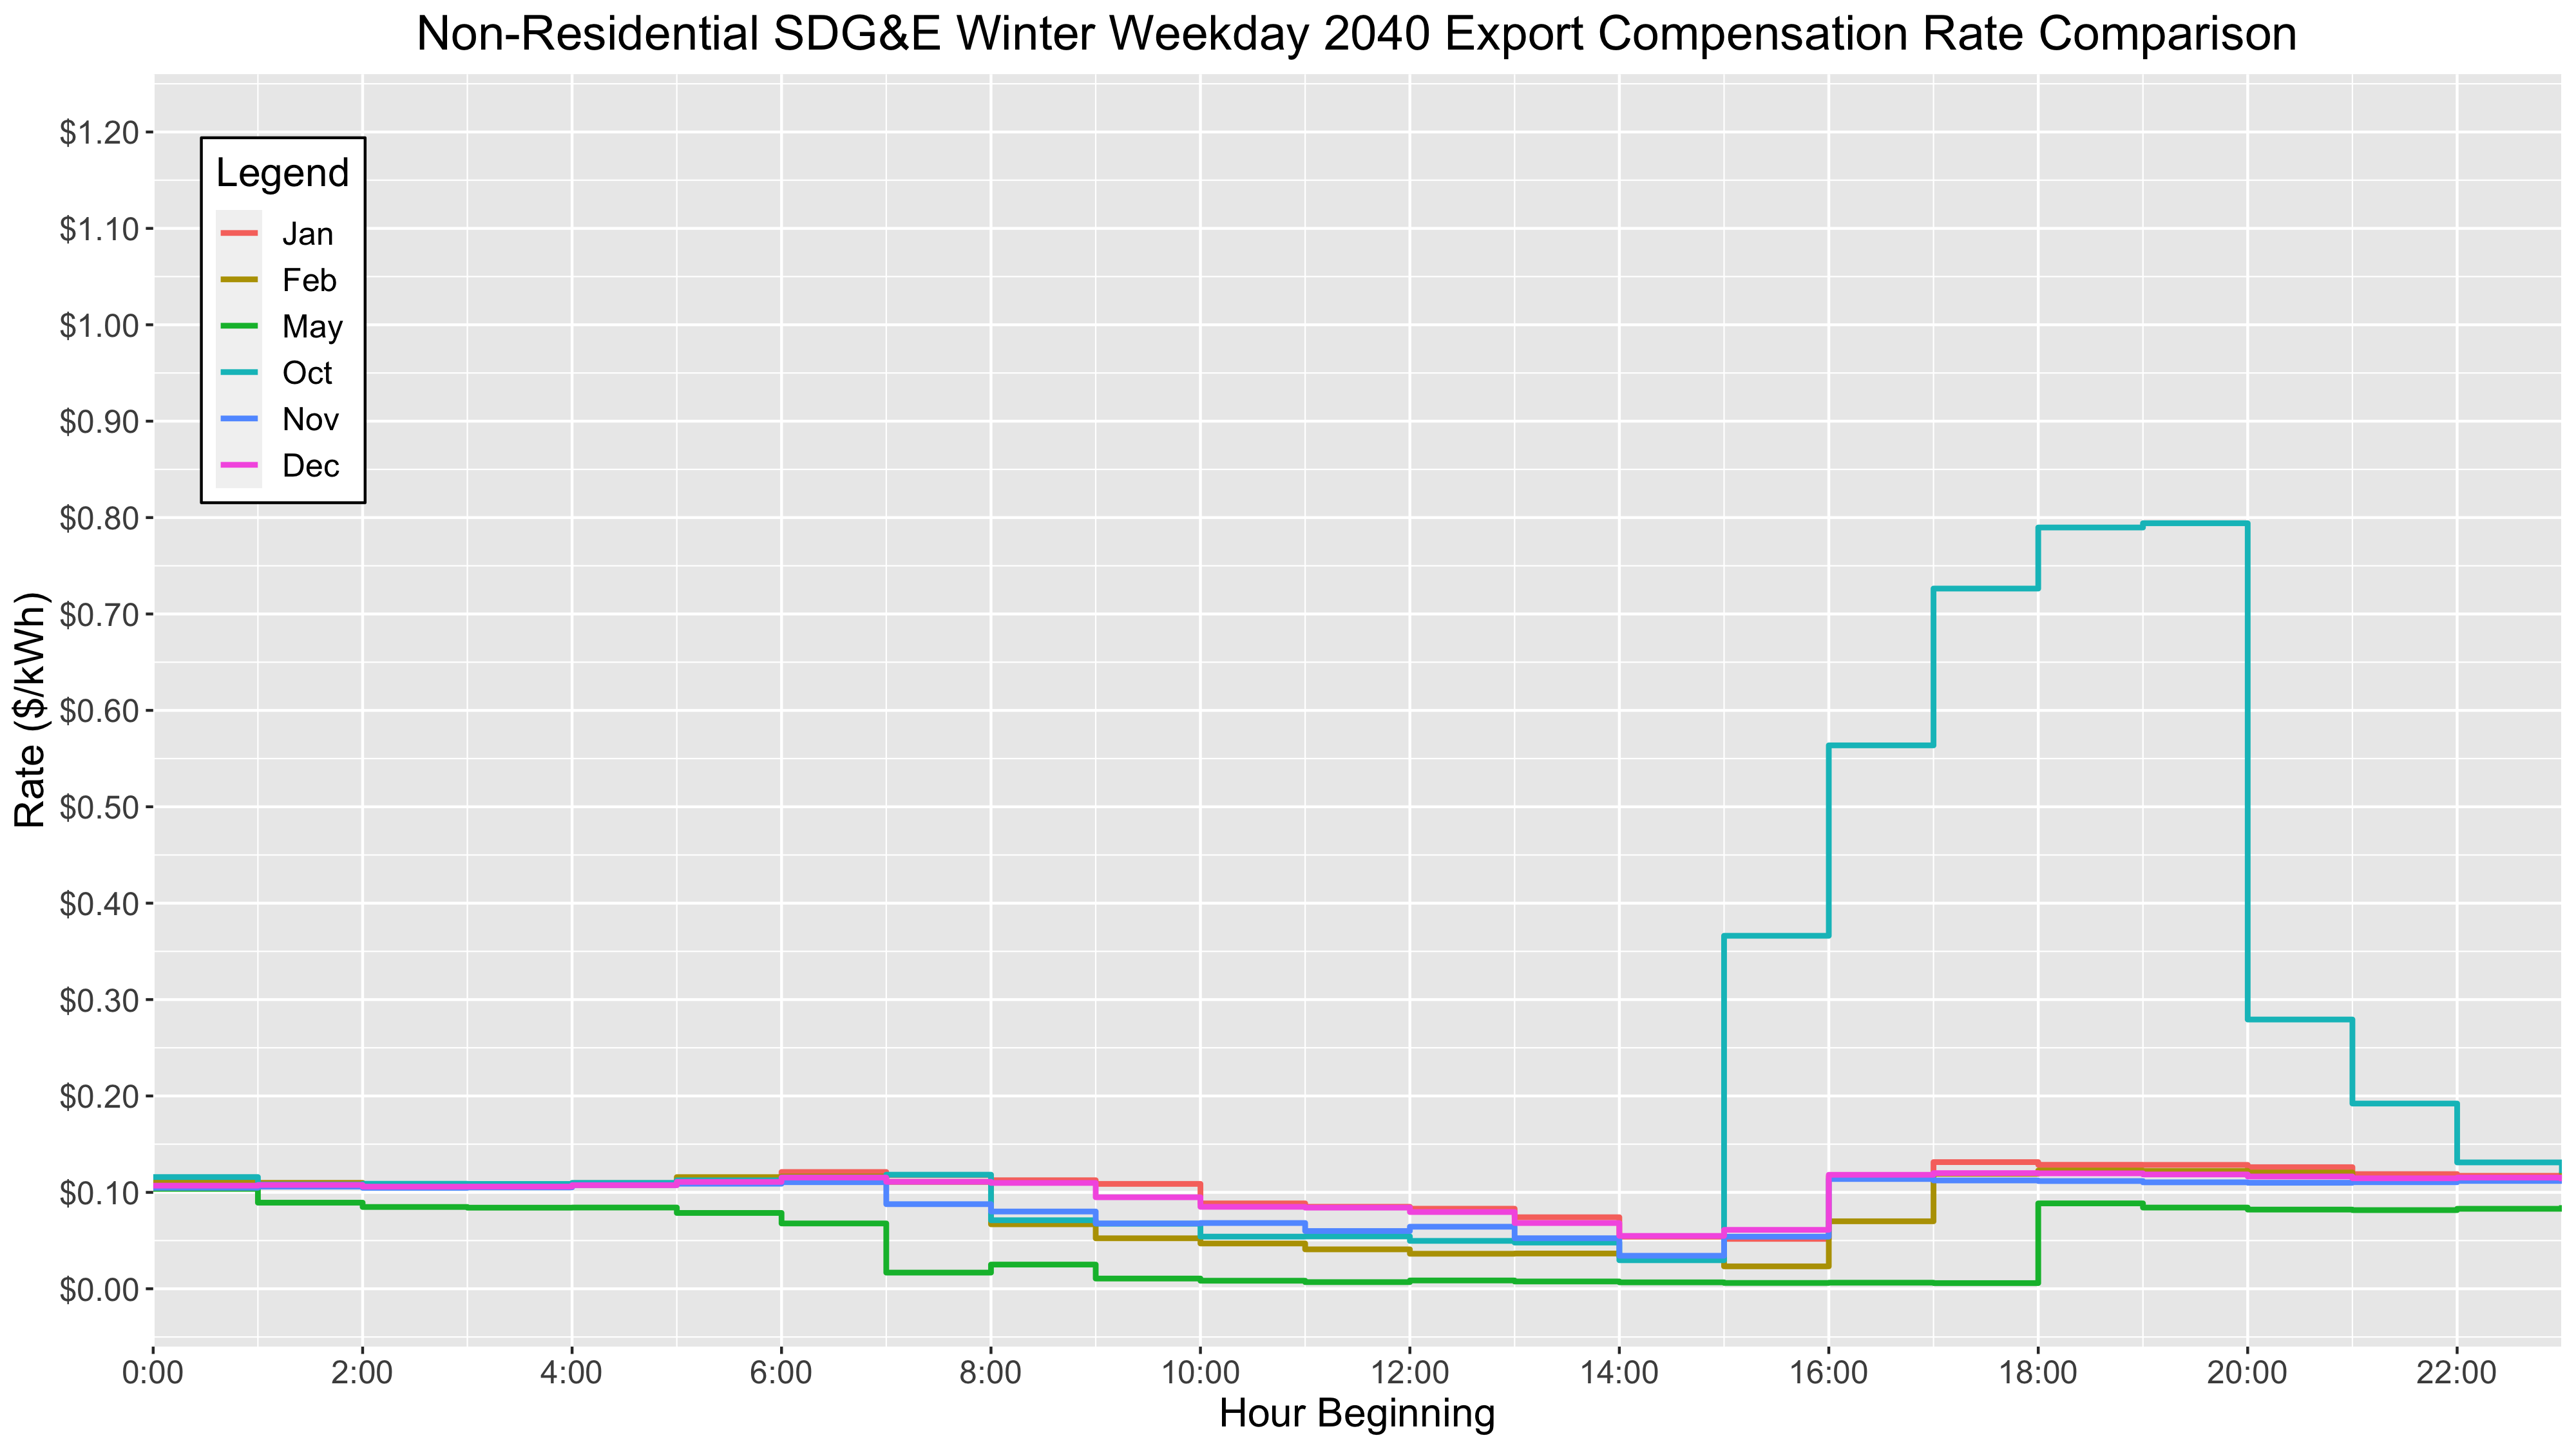 Non-Residential SDG&E Winter Weekday 2040 Export Compensation Rate Comparison
$1.20
$1.10
$1.00
$0.90
$0.80
$0.70
$0.60
$0.50
$0.40
$0.30
$0.20
$0.10
$0.00
Rate ($/kWh)
Legend
Jan
Feb
May
Oct
Nov
Dec
0:00 2:00 4:00 6:00 8:00 10:00 12:00 14:00 16:00 18:00 20:00 22:00
Hour Beginning